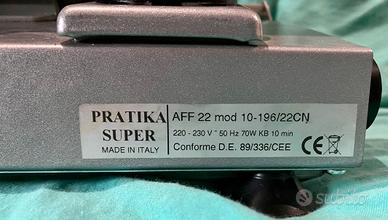 PRATIKA
SUPER
MADE IN ITALY
AFF 22 mod 10-196/22CN
220 - 230 V~ 50 Hz 70W KB 10 min
Conforme D.E. 89/336/CEE
CE
subito